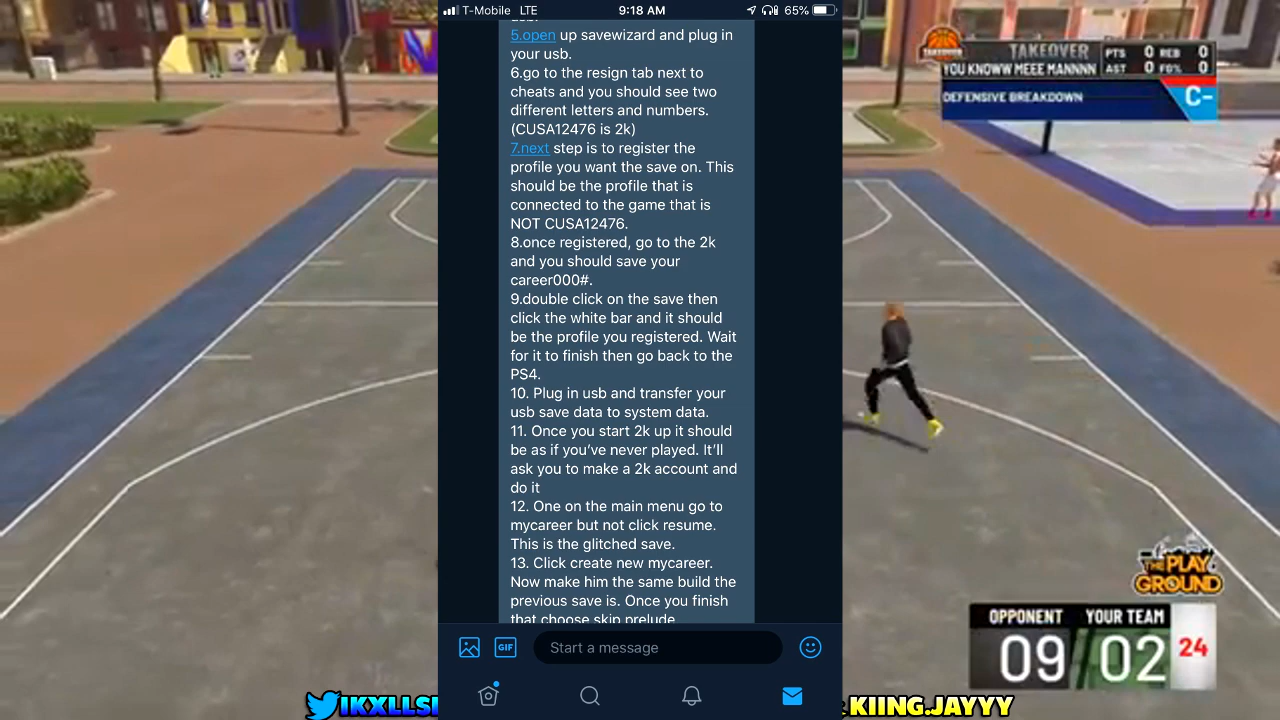 T-Mobile LTE 9:18 AM 65%
5.open up savewizard and plug in
your usb.
6.go to the resign tab next to
cheats and you should see two
different letters and numbers.
(CUSA12476 is 2k)
7.next step is to register the
profile you want the save on. This
should be the profile that is
connected to the game that is
NOT CUSA12476.
8.once registered, go to the 2k
and you should save your
career000#.
9.double click on the save then
click the white bar and it should
be the profile you registered. Wait
for it to finish then go back to the
PS4.
10. Plug in usb and transfer your
usb save data to system data.
11. Once you start 2k up it should
be as if you’ve never played. It’ll
ask you to make a 2k account and
do it
12. One on the main menu go to
mycareer but not click resume.
This is the glitched save.
13. Click create new mycareer.
Now make him the same build the
previous save is. Once you finish
that choose skip prelude
GIF Start a message
TAKEOVER
TAKEOVER
YOU KNOWW MEEE MANNNN
PTS 0 REB 0
AST 0 FG% 0
DEFENSIVE BREAKDOWN C-
THE PLAY
GROUND
OPPONENT YOUR TEAM
09 02 24
KIING.JAYYY